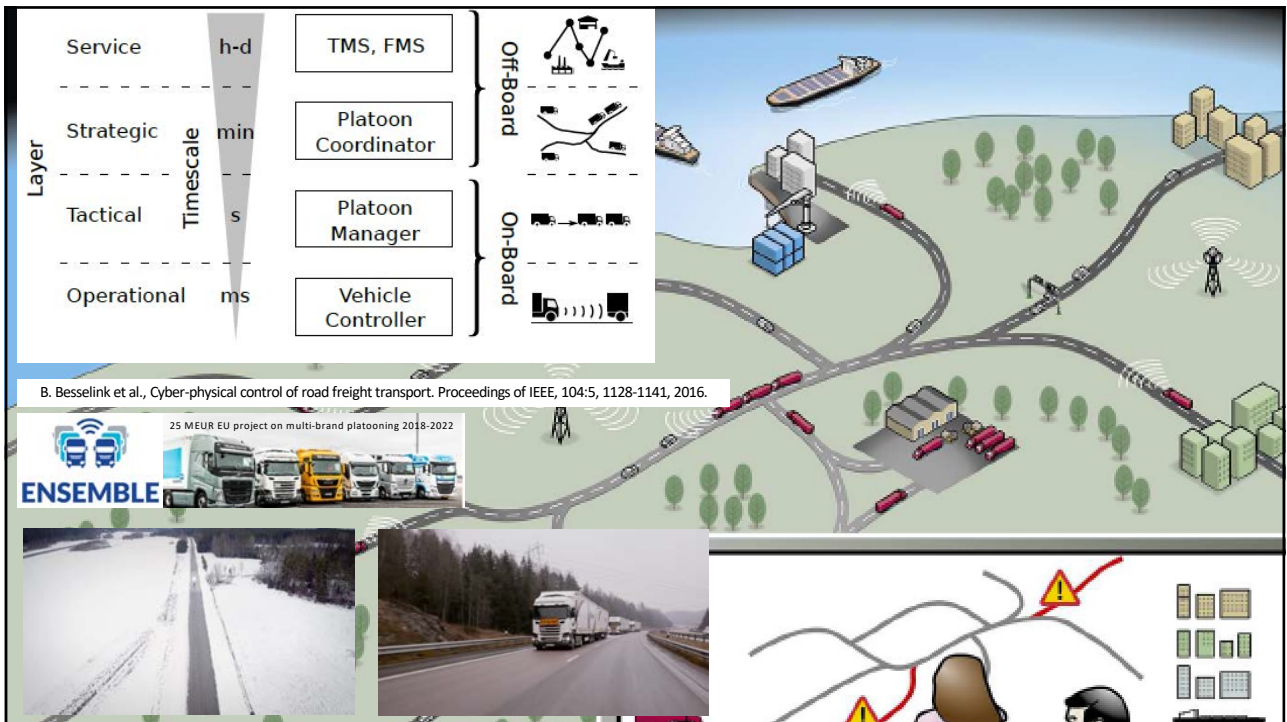 Layer
Timescale
Service
h-d
TMS, FMS
Off-Board
Strategic
min
Platoon
Coordinator
Tactical
s
Platoon
Manager
On-Board
Operational
ms
Vehicle
Controller
B. Besselink et al., Cyber-physical control of road freight transport. Proceedings of IEEE, 104:5, 1128-1141, 2016.
25 MEUR EU project on multi-brand platooning 2018-2022
ENSEMBLE